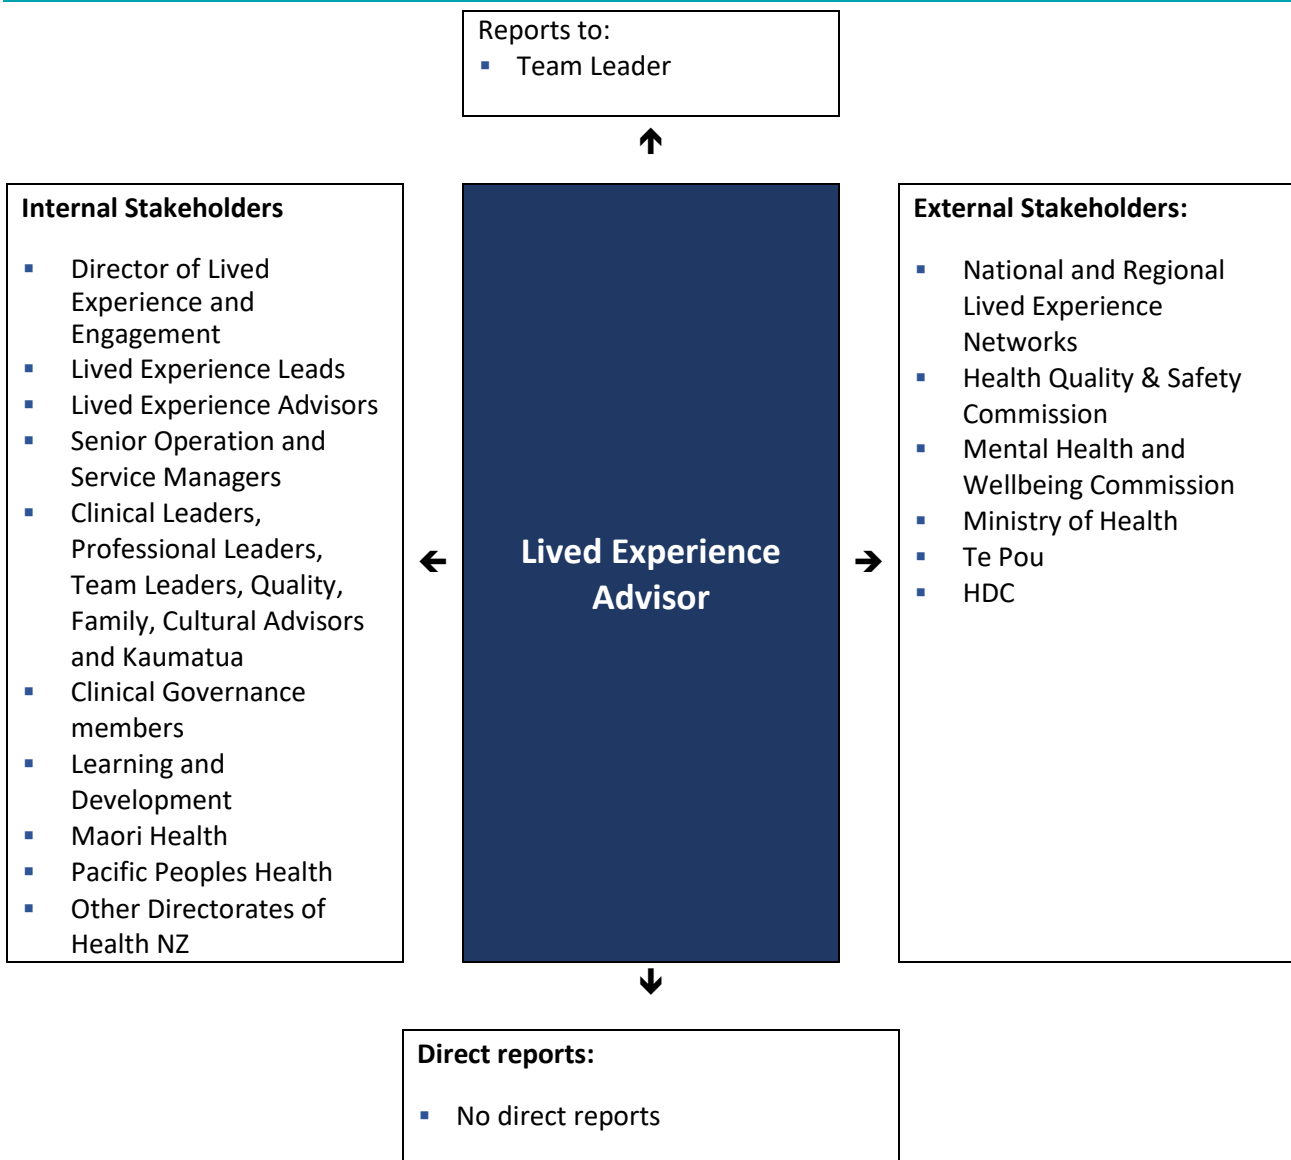 Reports to:
▪ Team Leader
Internal Stakeholders
▪ Director of Lived
Experience and
Engagement
▪ Lived Experience Leads
▪ Lived Experience Advisors
▪ Senior Operation and
Service Managers
▪ Clinical Leaders,
Professional Leaders,
Team Leaders, Quality,
Family, Cultural Advisors
and Kaumatua
▪ Clinical Governance
members
▪ Learning and
Development
▪ Maori Health
▪ Pacific Peoples Health
▪ Other Directorates of
Health NZ
Lived Experience
Advisor
External Stakeholders:
▪ National and Regional
Lived Experience
Networks
▪ Health Quality & Safety
Commission
▪ Mental Health and
Wellbeing Commission
▪ Ministry of Health
▪ Te Pou
▪ HDC
Direct reports:
▪ No direct reports